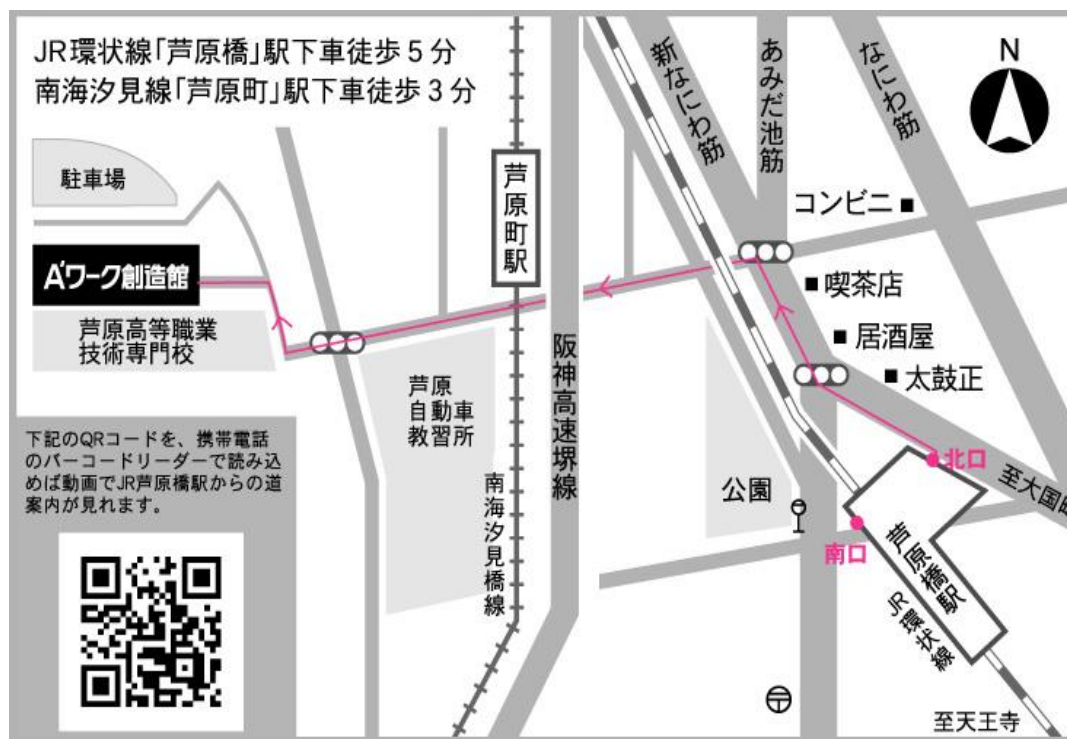 JR環状線「芦原橋」駅下車徒歩5分
南海汐見線「芦原町」駅下車徒歩3分
新なにわ筋
あみだ池筋
なにわ筋
N
駐車場
芦原町駅
コンビニ
A'ワーク創造館
喫茶店
芦原高等職業
技術専門校
居酒屋
太鼓正
阪神高速堺線
芦原
自動車
教習所
下記のQRコードを、携帯電話
のバーコードリーダーで読み込
めば動画でJR芦原橋駅からの道
案内が見れます。
北口
至大国町
公園
南海汐見橋線
南口
芦原橋駅
JR環状線
至天王寺